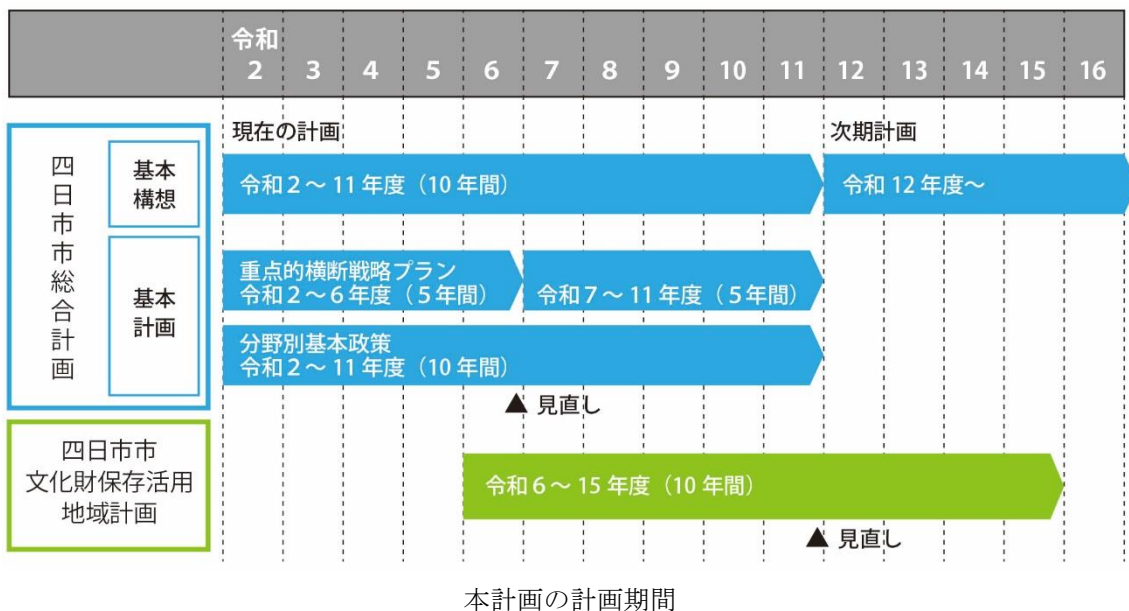 令和
2 3 4 5 6 7 8 9 10 11 12 13 14 15 16
現在の計画 次期計画
四日市市総合計画
基本
構想
令和2～11年度（10年間）
令和12年度～
基本
計画
重点的横断戦略プラン
令和2～6年度（5年間）
令和7～11年度（5年間）
分野別基本政策
令和2～11年度（10年間）
▲ 見直し
四日市市
文化財保存活用
地域計画
令和6～15年度（10年間）
▲ 見直し
本計画の計画期間